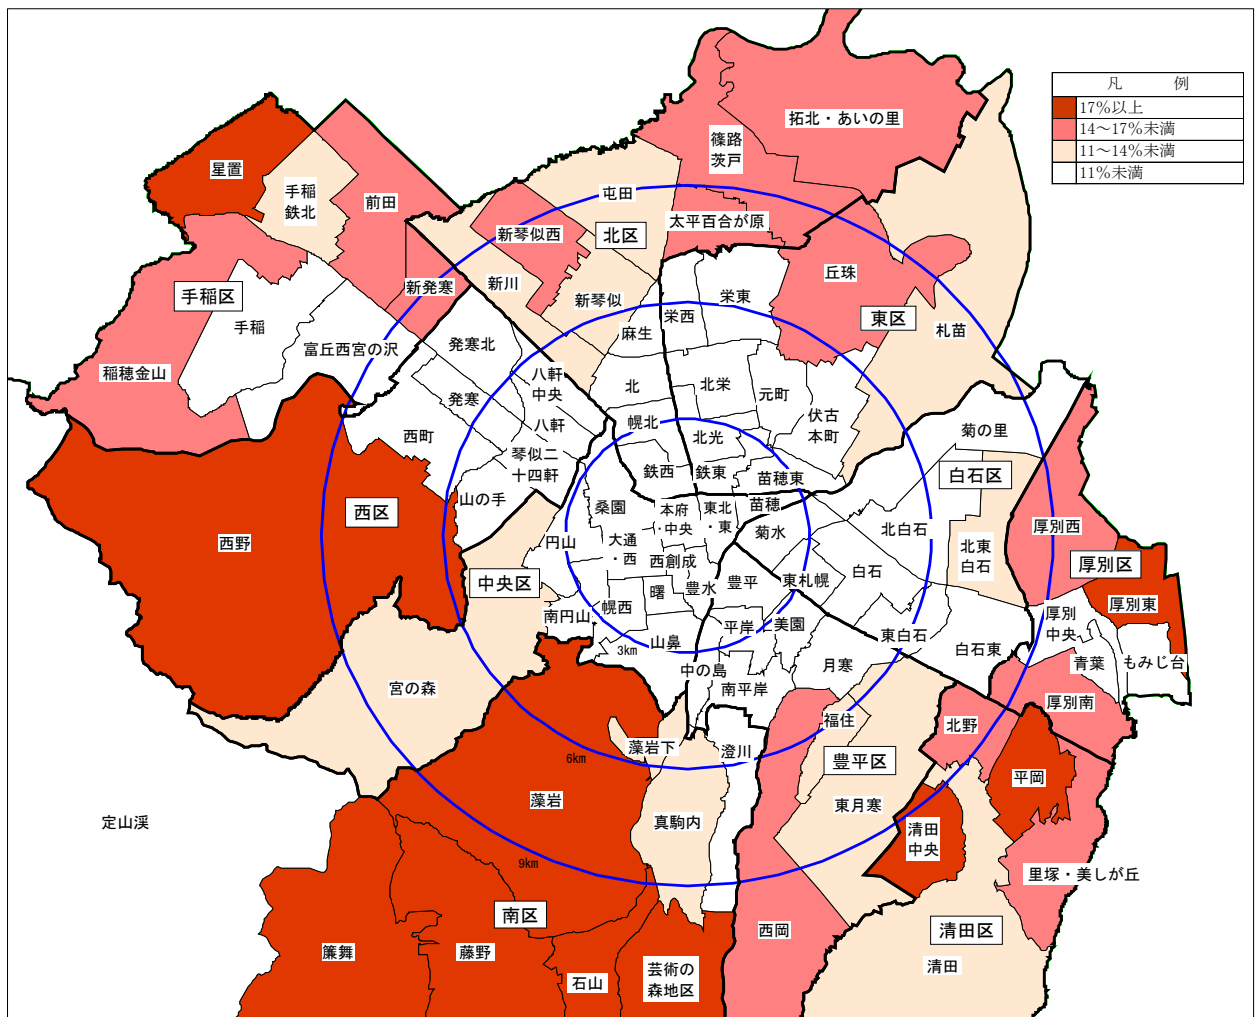 凡 例
17%以上
14～17%未満
11～14%未満
11%未満
拓北・あいの里
篠路
茨戸
星置
手稲
鉄北
前田
屯田
太平百合が原
新琴似西
北区
丘珠
手稲区
新発寒
新川
新琴似
栄東
栄西
東区
札苗
手稲
麻生
富丘西宮の沢
発寒北
稲穂金山
八軒
中央
北
北栄
元町
発寒
伏古
本町
八軒
幌北
北光
菊の里
西町
琴似二
十四軒
鉄西
鉄東
苗穂東
白石区
山の手
桑園
本府
・中央
東北
・東
苗穂
西区
厚別西
西野
円山
大通
・西
菊水
北白石
北東
白石
西創成
厚別区
中央区
曙
豊水
豊平
東札幌
白石
厚別東
幌西
南円山
平岸
美園
厚別
中央
山鼻
3km
東白石
白石東
青葉
もみじ台
中の島
月寒
宮の森
南平岸
厚別南
福住
北野
藻岩下
澄川
6km
豊平区
平岡
藻岩
東月寒
定山渓
真駒内
清田
中央
9km
里塚・美しが丘
南区
西岡
清田区
簾舞
藤野
清田
石山
芸術の
森地区